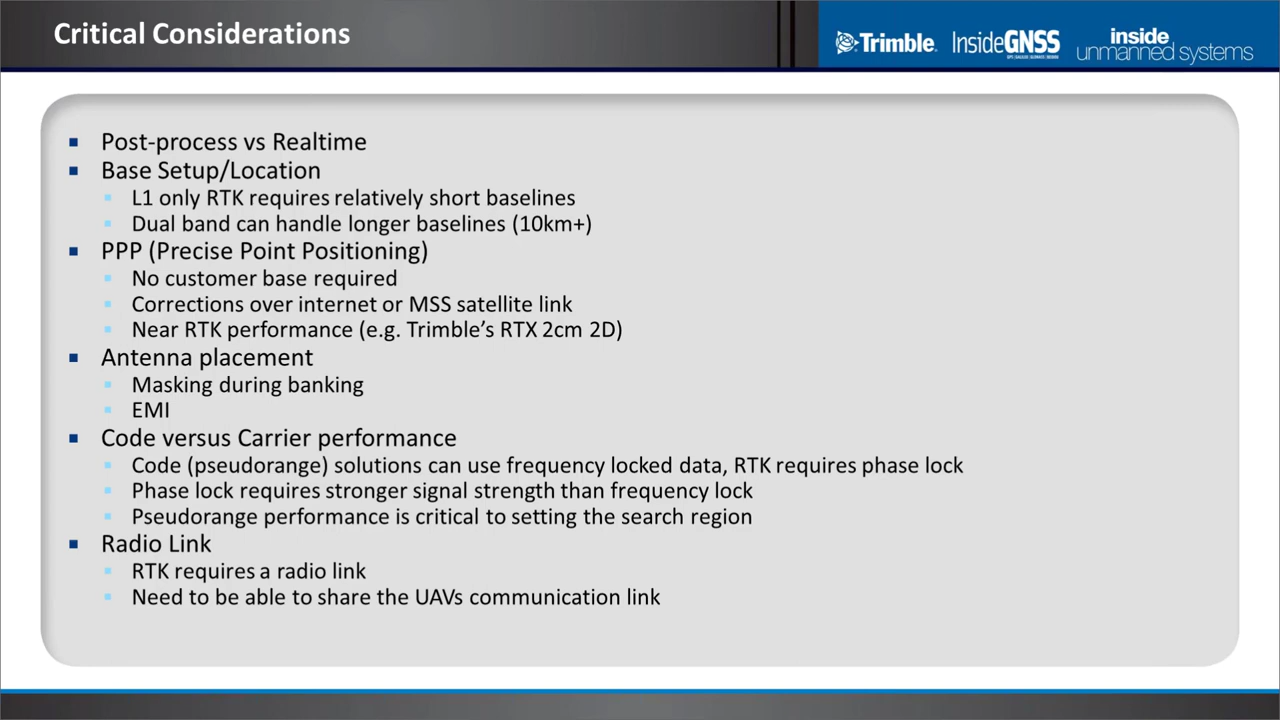 Critical Considerations
Trimble.
InsideGNSS
inside
unmanned systems
Post-process vs Realtime
Base Setup/Location
L1 only RTK requires relatively short baselines
Dual band can handle longer baselines (10km+)
PPP (Precise Point Positioning)
No customer base required
Corrections over internet or MSS satellite link
Near RTK performance (e.g. Trimble's RTX 2cm 2D)
Antenna placement
Masking during banking
EMI
Code versus Carrier performance
Code (pseudorange) solutions can use frequency locked data, RTK requires phase lock
Phase lock requires stronger signal strength than frequency lock
Pseudorange performance is critical to setting the search region
Radio Link
RTK requires a radio link
Need to be able to share the UAVs communication link